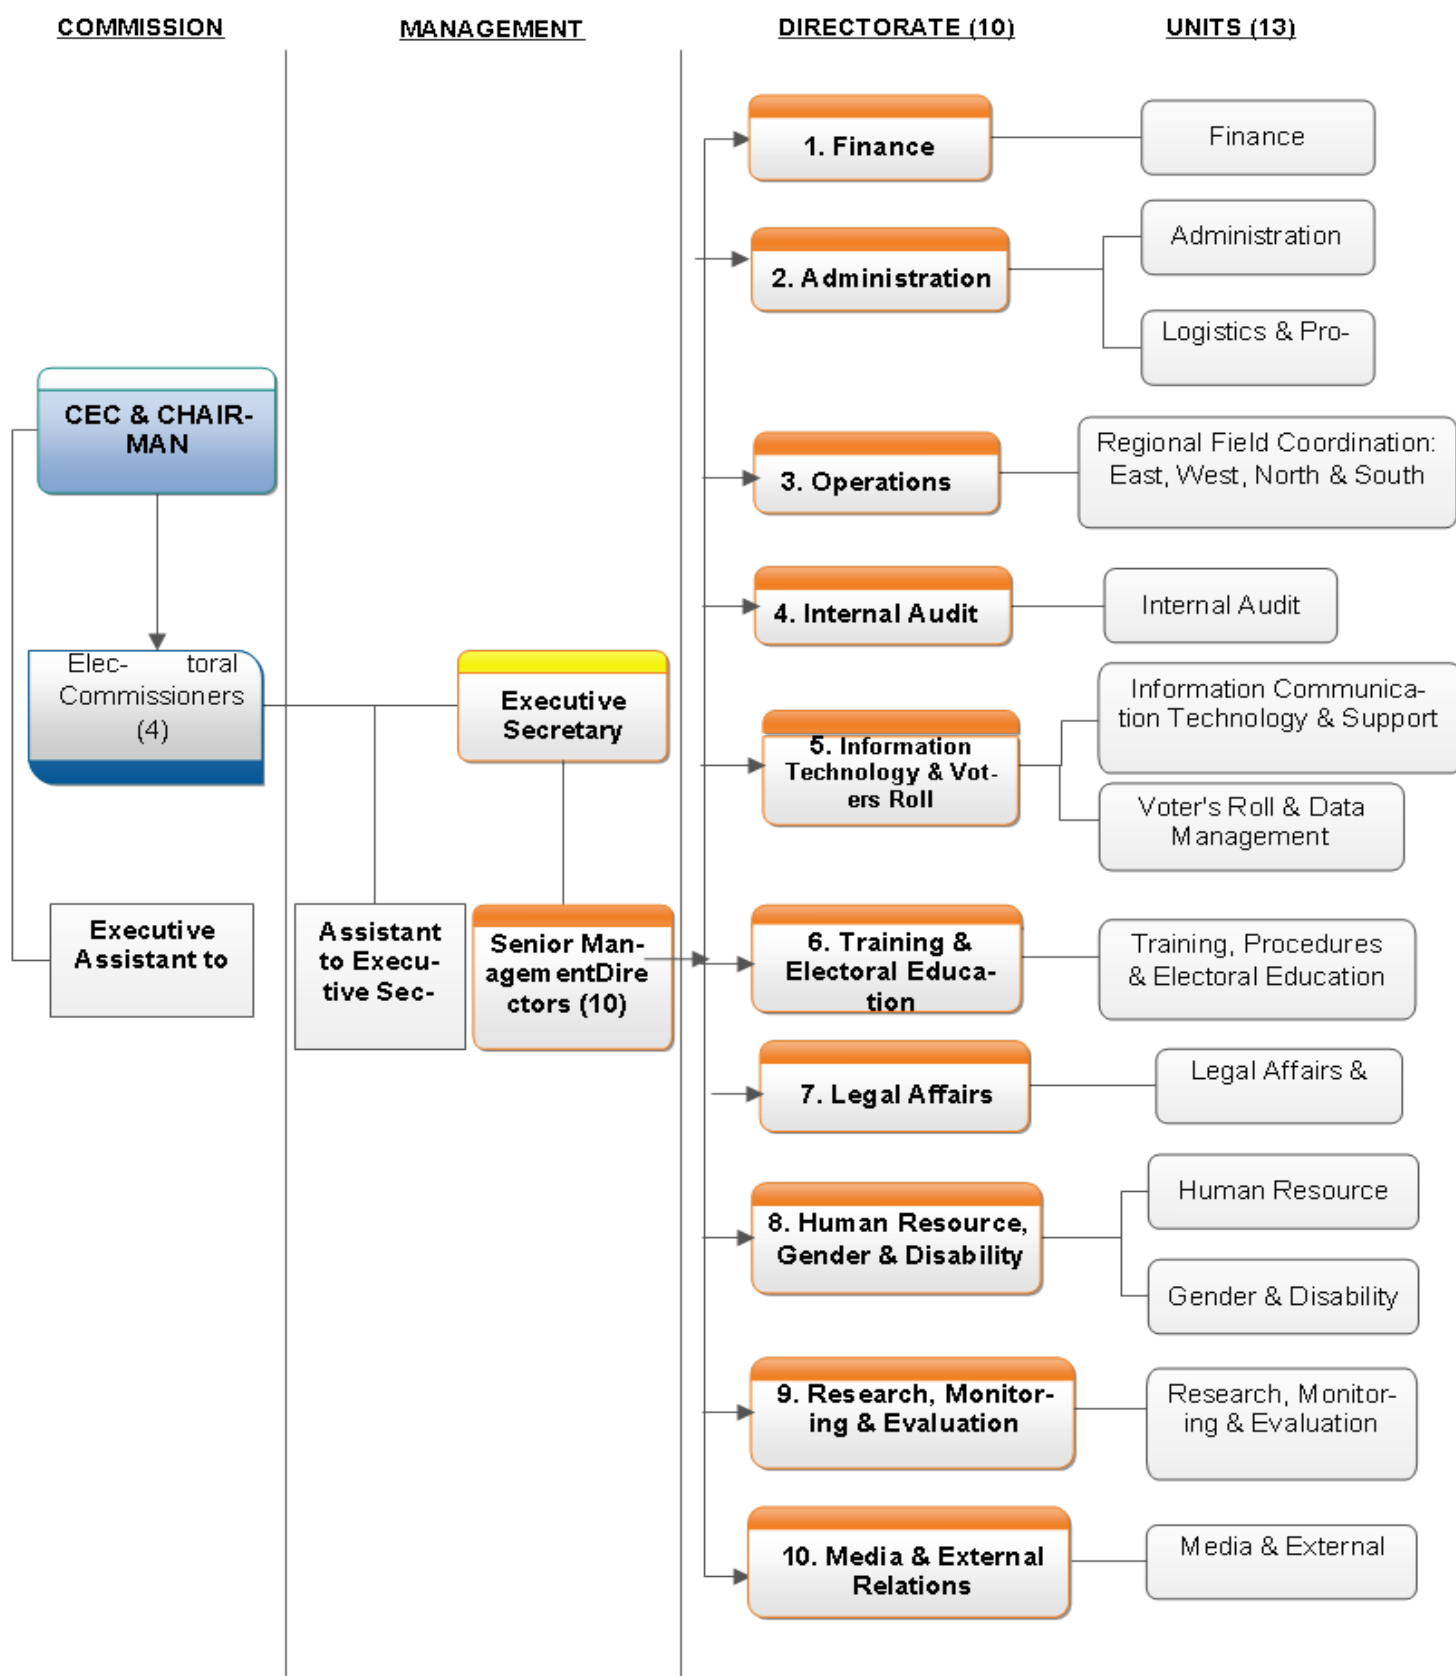 COMMISSION
MANAGEMENT
DIRECTORATE (10)
UNITS (13)
CEC & CHAIR-
MAN
Elec- toral
Commissioners
(4)
Executive
Assistant to
Executive
Secretary
Assistant
to Execu-
tive Sec-
Senior Man-
agementDire
ctors (10)
1. Finance
Finance
2. Administration
Administration
Logistics & Pro-
3. Operations
Regional Field Coordination:
East, West, North & South
4. Internal Audit
Internal Audit
5. Information
Technology & Vot-
ers Roll
Information Communica-
tion Technology & Support
Voter's Roll & Data
Management
6. Training &
Electoral Educa-
tion
Training, Procedures
& Electoral Education
7. Legal Affairs
Legal Affairs &
8. Human Resource,
Gender & Disability
Human Resource
Gender & Disability
9. Research, Monitor-
ing & Evaluation
Research, Monitor-
ing & Evaluation
10. Media & External
Relations
Media & External